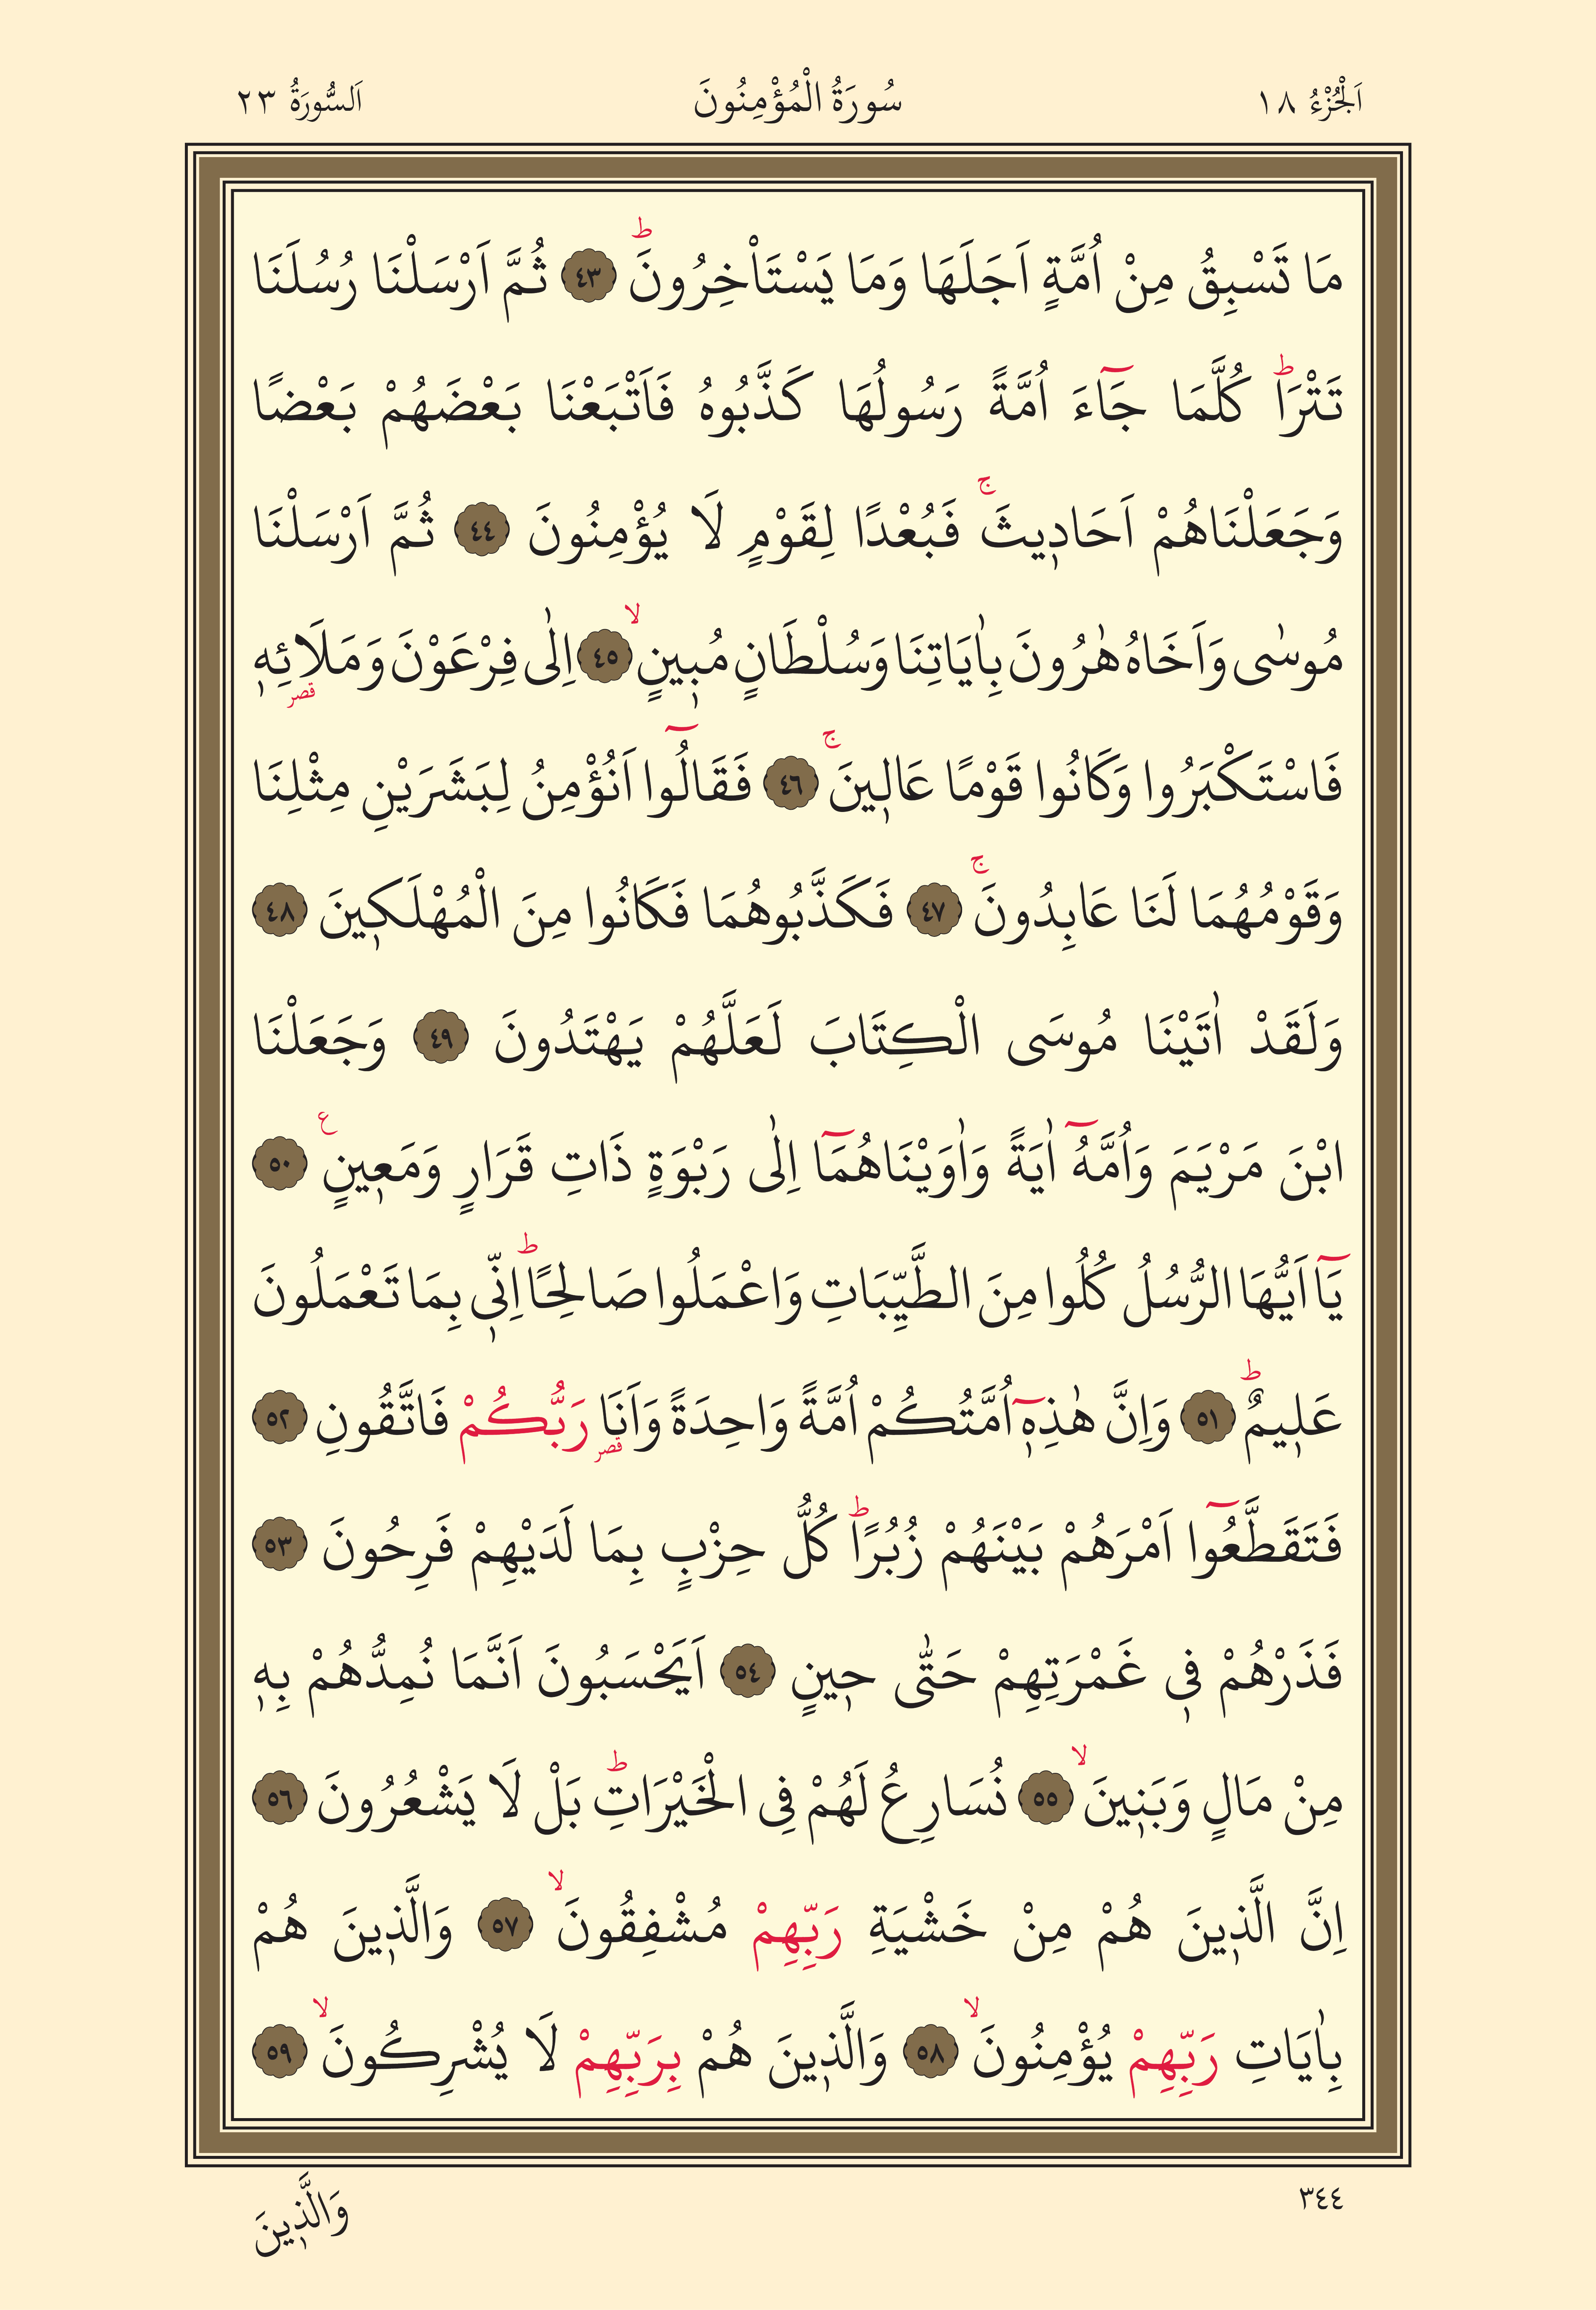 اَلْجُزْءُ ١٨ سُورَةُ الْمُؤْمِنُونَ اَلسُّورَةُ ٢٣
مَا تَسْبِقُ مِنْ اُمَّةٍ اَجَلَهَا وَمَا يَسْتَأْخِرُونَۜ ٤٣ ثُمَّ اَرْسَلْنَا رُسُلَنَا
تَتْرَاۜ كُلَّمَا جَٓاءَ اُمَّةً رَسُولُهَا كَذَّبُوهُ فَاَتْبَعْنَا بَعْضَهُمْ بَعْضًا
وَجَعَلْنَاهُمْ اَحَاد۪يثَۚ فَبُعْدًا لِقَوْمٍ لَا يُؤْمِنُونَ ٤٤ ثُمَّ اَرْسَلْنَا
مُوسٰى وَاَخَاهُ هٰرُونَ بِاٰيَاتِنَا وَسُلْطَانٍ مُب۪ينٍۙ ٤٥ اِلٰى فِرْعَوْنَ وَمَلَا۬ئِه۪
فَاسْتَكْبَرُوا وَكَانُوا قَوْمًا عَال۪ينَۚ ٤٦ فَقَالُٓوا اَنُؤْمِنُ لِبَشَرَيْنِ مِثْلِنَا
وَقَوْمُهُمَا لَنَا عَابِدُونَۚ ٤٧ فَكَذَّبُوهُمَا فَكَانُوا مِنَ الْمُهْلَك۪ينَ ٤٨
وَلَقَدْ اٰتَيْنَا مُوسَى الْكِتَابَ لَعَلَّهُمْ يَهْتَدُونَ ٤٩ وَجَعَلْنَا
ابْنَ مَرْيَمَ وَاُمَّهُٓ اٰيَةً وَاٰوَيْنَاهُمَٓا اِلٰى رَبْوَةٍ ذَاتِ قَرَارٍ وَمَع۪ينٍ۟ ٥٠
يَٓا اَيُّهَا الرُّسُلُ كُلُوا مِنَ الطَّيِّبَاتِ وَاعْمَلُوا صَالِحًاۜ اِنّ۪ي بِمَا تَعْمَلُونَ
عَل۪يمٌۜ ٥١ وَاِنَّ هٰذِه۪ٓ اُمَّتُكُمْ اُمَّةً وَاحِدَةً وَاَنَا۬ رَبُّكُمْ فَاتَّقُونِ ٥٢
فَتَقَطَّعُٓوا اَمْرَهُمْ بَيْنَهُمْ زُبُرًاۜ كُلُّ حِزْبٍ بِمَا لَدَيْهِمْ فَرِحُونَ ٥٣
فَذَرْهُمْ ف۪ي غَمْرَتِهِمْ حَتّٰى ح۪ينٍ ٥٤ اَيَحْسَبُونَ اَنَّمَا نُمِدُّهُمْ بِه۪
مِنْ مَالٍ وَبَن۪ينَۙ ٥٥ نُسَارِعُ لَهُمْ فِي الْخَيْرَاتِۜ بَلْ لَا يَشْعُرُونَ ٥٦
اِنَّ الَّذ۪ينَ هُمْ مِنْ خَشْيَةِ رَبِّهِمْ مُشْفِقُونَۙ ٥٧ وَالَّذ۪ينَ هُمْ
بِاٰيَاتِ رَبِّهِمْ يُؤْمِنُونَۙ ٥٨ وَالَّذ۪ينَ هُمْ بِرَبِّهِمْ لَا يُشْرِكُونَۙ ٥٩
٣٤٤
وَالَّذ۪ينَ